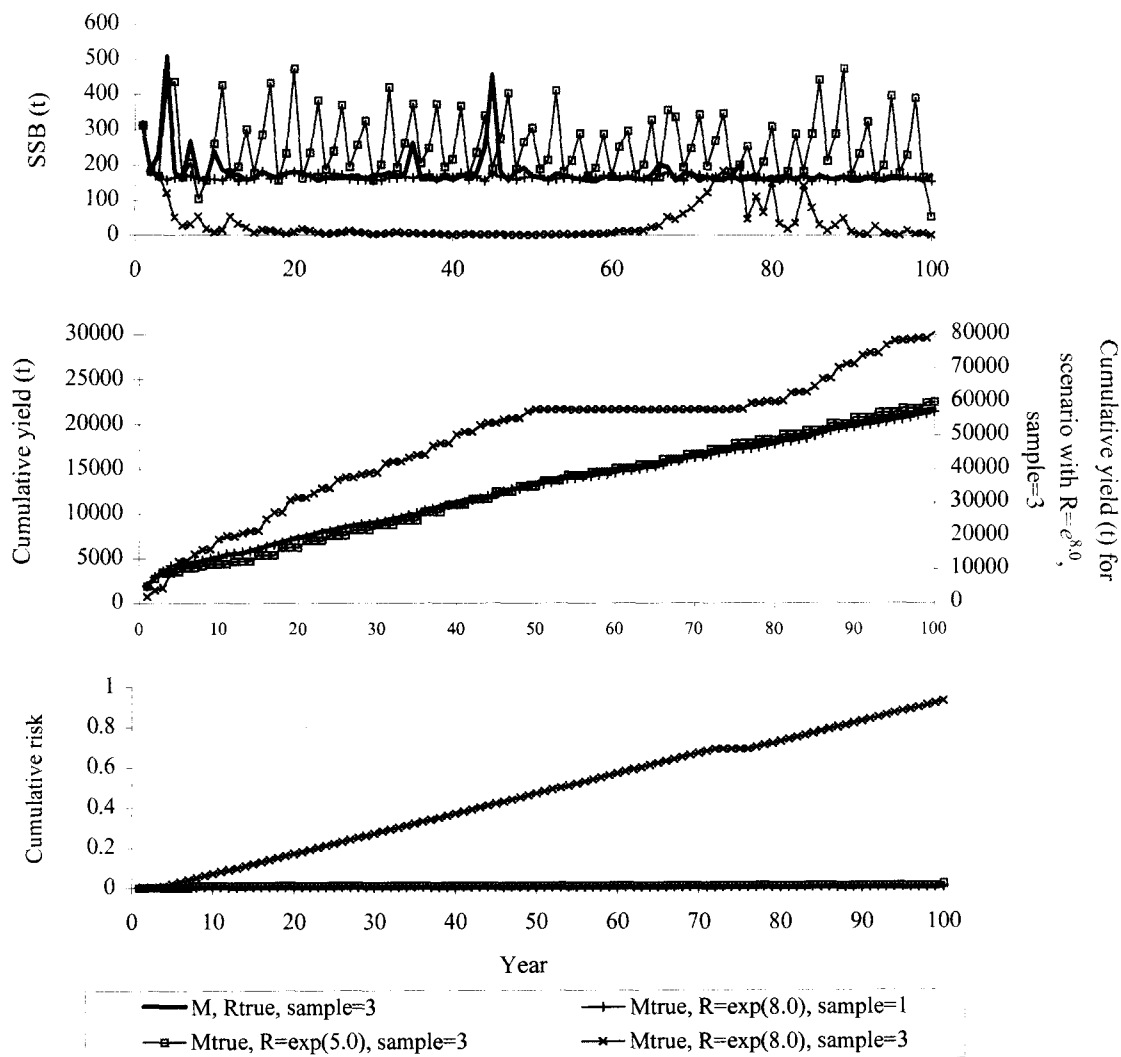 600
500
400
300
200
100
0
SSB (t)
0 20 40 60 80 100
30000
25000
20000
15000
10000
5000
0
Cumulative yield (t)
80000
70000
60000
50000
40000
30000
20000
10000
0
Cumulative yield (t) for
scenario with R=e^8.0,
sample=3
0 10 20 30 40 50 60 70 80 90 100
1
0.8
0.6
0.4
0.2
0
Cumulative risk
0 10 20 30 40 50 60 70 80 90 100
Year
M, Rtrue, sample=3
Mtrue, R=exp(8.0), sample=1
Mtrue, R=exp(5.0), sample=3
Mtrue, R=exp(8.0), sample=3